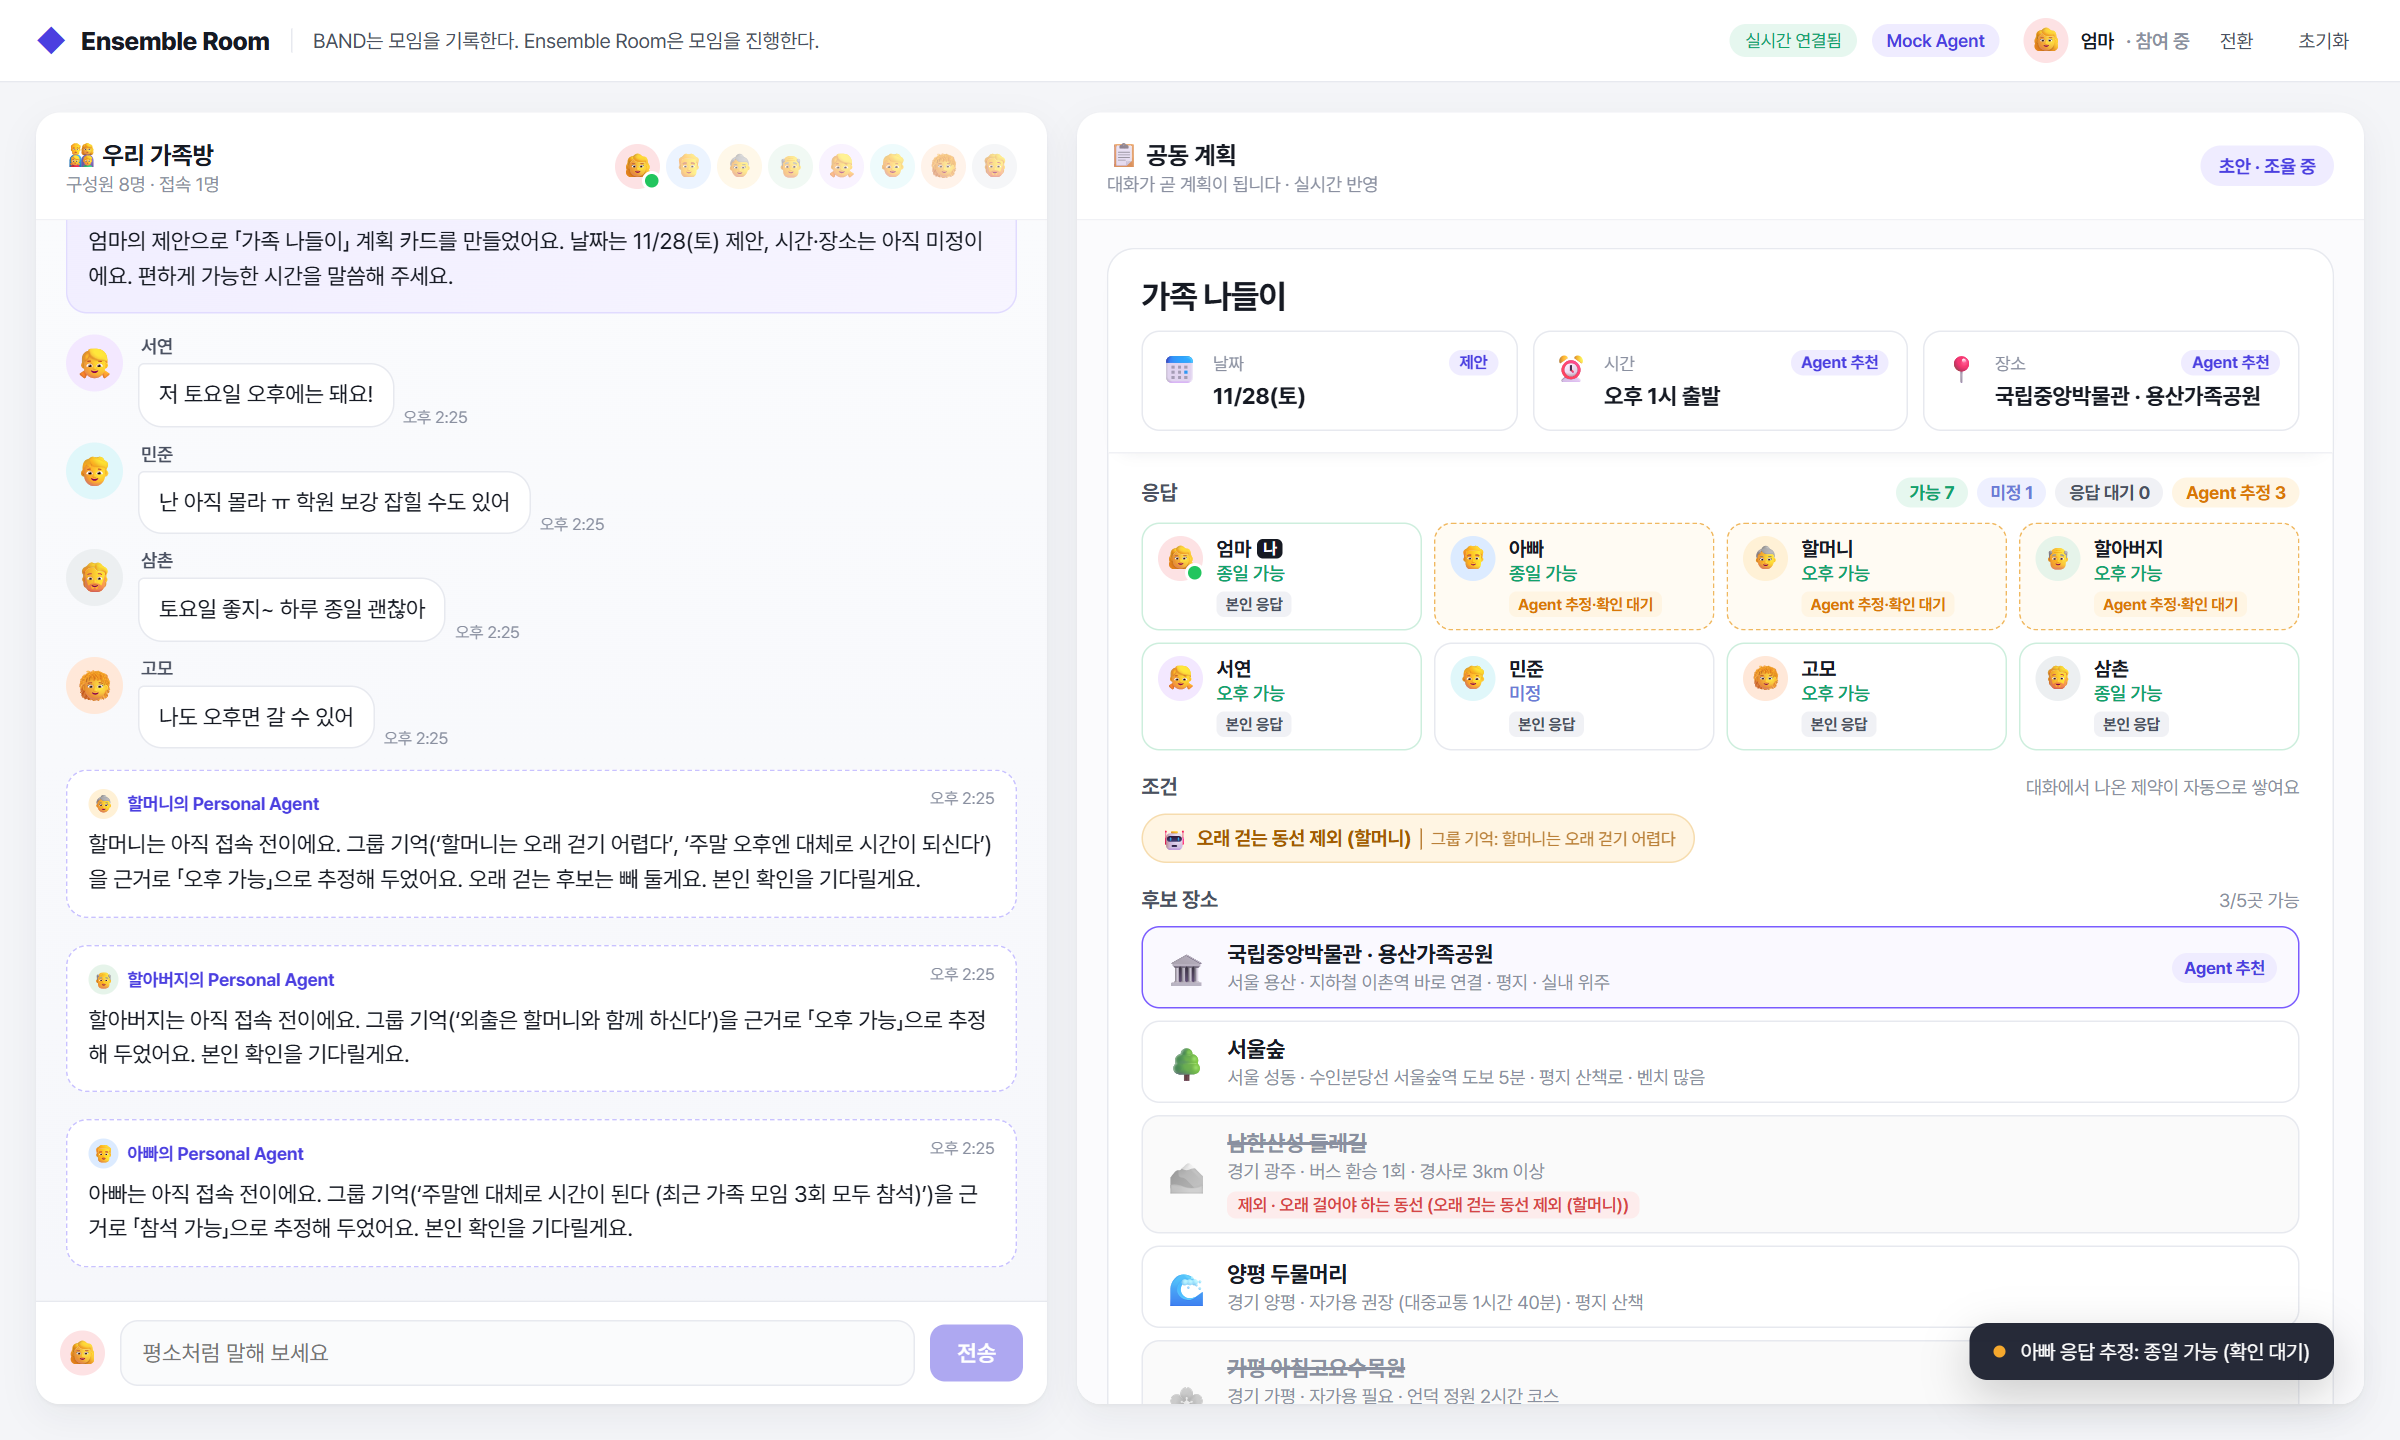 Ensemble Room
BAND는 모임을 기록한다. Ensemble Room은 모임을 진행한다.
실시간 연결됨
Mock Agent
엄마 · 참여 중
전환
초기화
우리 가족방
구성원 8명 · 접속 1명
엄마의 제안으로 「가족 나들이」 계획 카드를 만들었어요. 날짜는 11/28(토) 제안, 시간·장소는 아직 미정이
에요. 편하게 가능한 시간을 말씀해 주세요.
서연
저 토요일 오후에는 돼요!
오후 2:25
민준
난 아직 몰라 ㅠ 학원 보강 잡힐 수도 있어
오후 2:25
삼촌
토요일 좋지~ 하루 종일 괜찮아
오후 2:25
고모
나도 오후면 갈 수 있어
오후 2:25
할머니의 Personal Agent
오후 2:25
할머니는 아직 접속 전이에요. 그룹 기억(‘할머니는 오래 걷기 어렵다’, ‘주말 오후엔 대체로 시간이 되신다’)
을 근거로 「오후 가능」으로 추정해 두었어요. 오래 걷는 후보는 빼 둘게요. 본인 확인을 기다릴게요.
할아버지의 Personal Agent
오후 2:25
할아버지는 아직 접속 전이에요. 그룹 기억(‘외출은 할머니와 함께 하신다’)을 근거로 「오후 가능」으로 추정
해 두었어요. 본인 확인을 기다릴게요.
아빠의 Personal Agent
오후 2:25
아빠는 아직 접속 전이에요. 그룹 기억(‘주말엔 대체로 시간이 된다 (최근 가족 모임 3회 모두 참석)’)을 근
거로 「참석 가능」으로 추정해 두었어요. 본인 확인을 기다릴게요.
평소처럼 말해 보세요
전송
공동 계획
대화가 곧 계획이 됩니다 · 실시간 반영
초안 · 조율 중
가족 나들이
날짜
제안
11/28(토)
시간
Agent 추천
오후 1시 출발
장소
Agent 추천
국립중앙박물관 · 용산가족공원
응답
가능 7
미정 1
응답 대기 0
Agent 추정 3
엄마 나
종일 가능
본인 응답
아빠
종일 가능
Agent 추정·확인 대기
할머니
오후 가능
Agent 추정·확인 대기
할아버지
오후 가능
Agent 추정·확인 대기
서연
오후 가능
본인 응답
민준
미정
본인 응답
고모
오후 가능
본인 응답
삼촌
종일 가능
본인 응답
조건
대화에서 나온 제약이 자동으로 쌓여요
오래 걷는 동선 제외 (할머니) | 그룹 기억: 할머니는 오래 걷기 어렵다
후보 장소
3/5곳 가능
국립중앙박물관 · 용산가족공원
서울 용산 · 지하철 이촌역 바로 연결 · 평지 · 실내 위주
Agent 추천
서울숲
서울 성동 · 수인분당선 서울숲역 도보 5분 · 평지 산책로 · 벤치 많음
남한산성 둘레길
경기 광주 · 버스 환승 1회 · 경사로 3km 이상
제외 · 오래 걸어야 하는 동선 (오래 걷는 동선 제외 (할머니))
양평 두물머리
경기 양평 · 자가용 권장 (대중교통 1시간 40분) · 평지 산책
가평 아침고요수목원
경기 가평 · 자가용 필요 · 언덕 정원 2시간 코스
아빠 응답 추정: 종일 가능 (확인 대기)